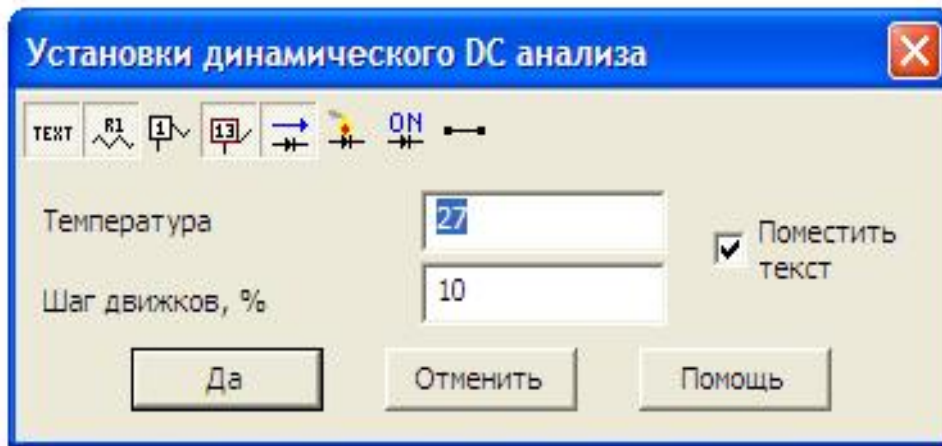 Установки динамического DC анализа
TEXT R1 1 13 ON
Температура 27
Поместить
текст
Шаг движков, % 10
Да Отменить Помощь